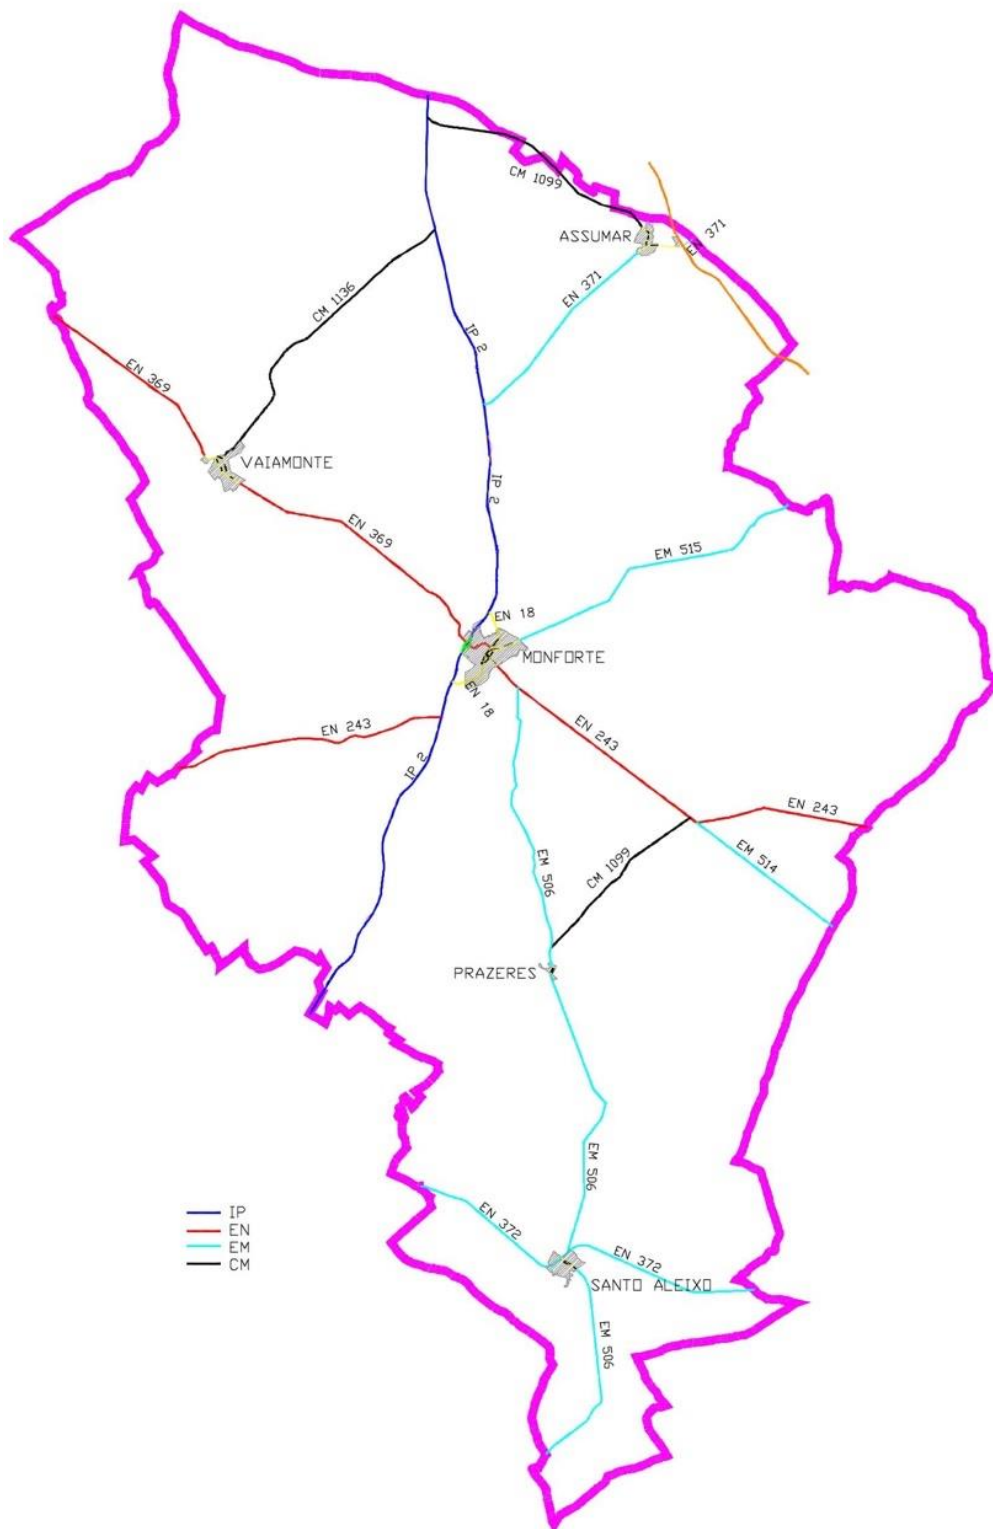 CM 1099
ASSUMAR
EN 371
EN 371
CM 1136
IP 2
EN 369
VAIAMONTE
IP 2
EN 369
EM 515
EN 18
MONFORTE
EN 18
EN 243
EN 243
IP 2
EN 243
EM 514
CM 1099
EM 506
PRAZERES
EM 506
IP
EN
EM
CM
EN 372
EN 372
SANTO ALEIXO
EM 506